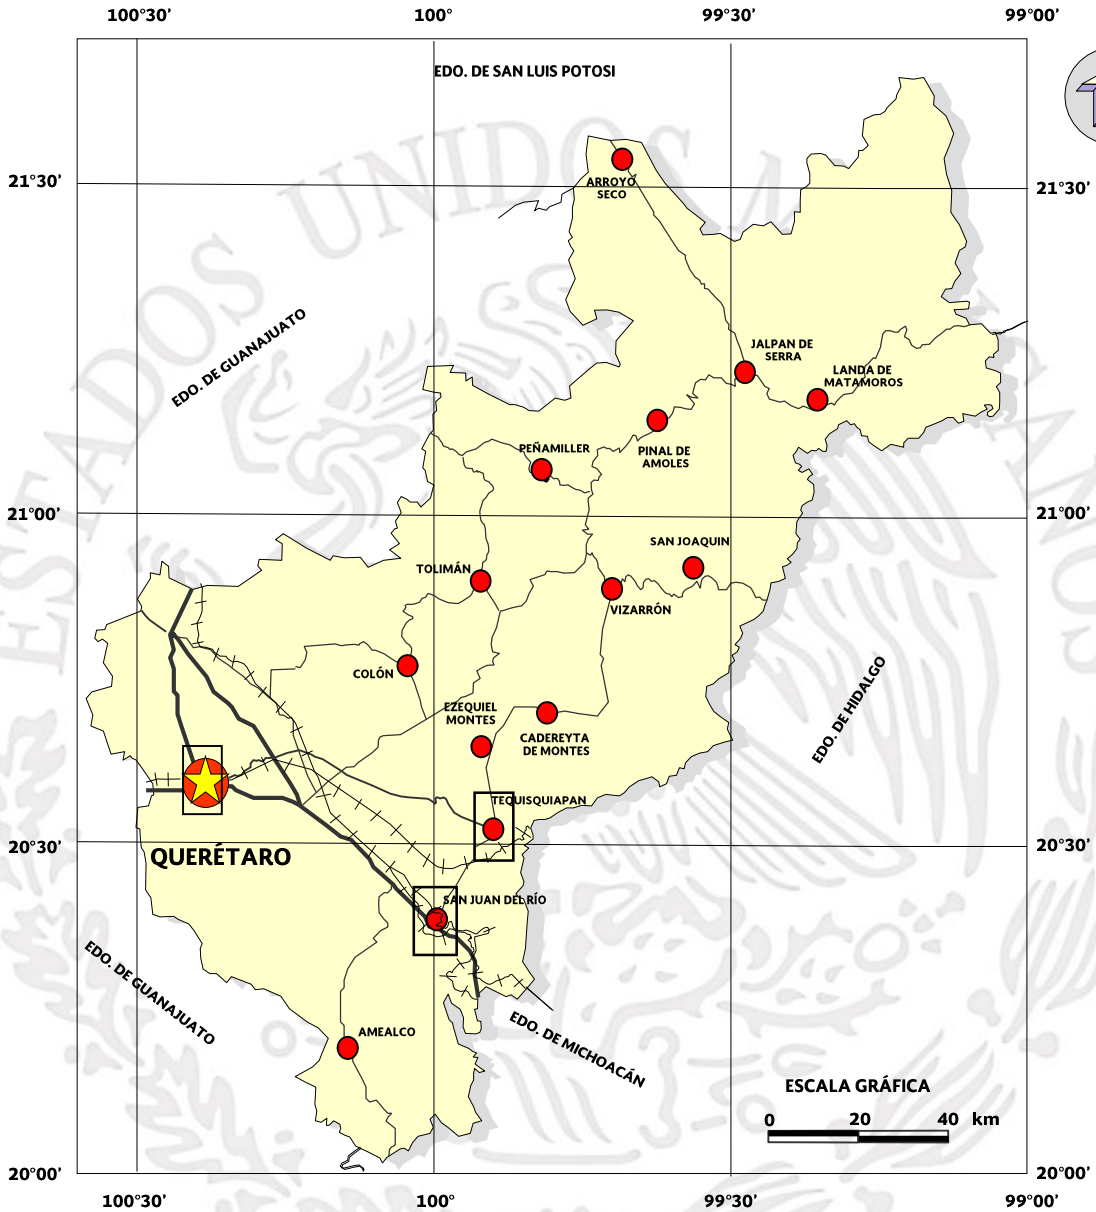 100°30’
100°
99°30’
99°00’
EDO. DE SAN LUIS POTOSI
ESTADOS UNIDOS M
ANOS
21°30’
21°30’
ARROYO
SECO
EDO. DE GUANAJUATO
JALPAN DE
SERRA
LANDA DE
MATAMOROS
PEÑAMILLER
PINAL DE
AMOLES
21°00’
21°00’
SAN JOAQUIN
TOLIMÁN
VIZARRÓN
COLÓN
EZEQUIEL
MONTES
CADEREYTA
DE MONTES
EDO. DE HIDALGO
TEQUISQUIAPAN
20°30’
20°30’
QUERÉTARO
SAN JUAN DEL RÍO
EDO. DE GUANAJUATO
AMEALCO
EDO. DE MICHOACÁN
ESCALA GRÁFICA
0 20 40 km
20°00’
20°00’
100°30’
100°
99°30’
99°00’